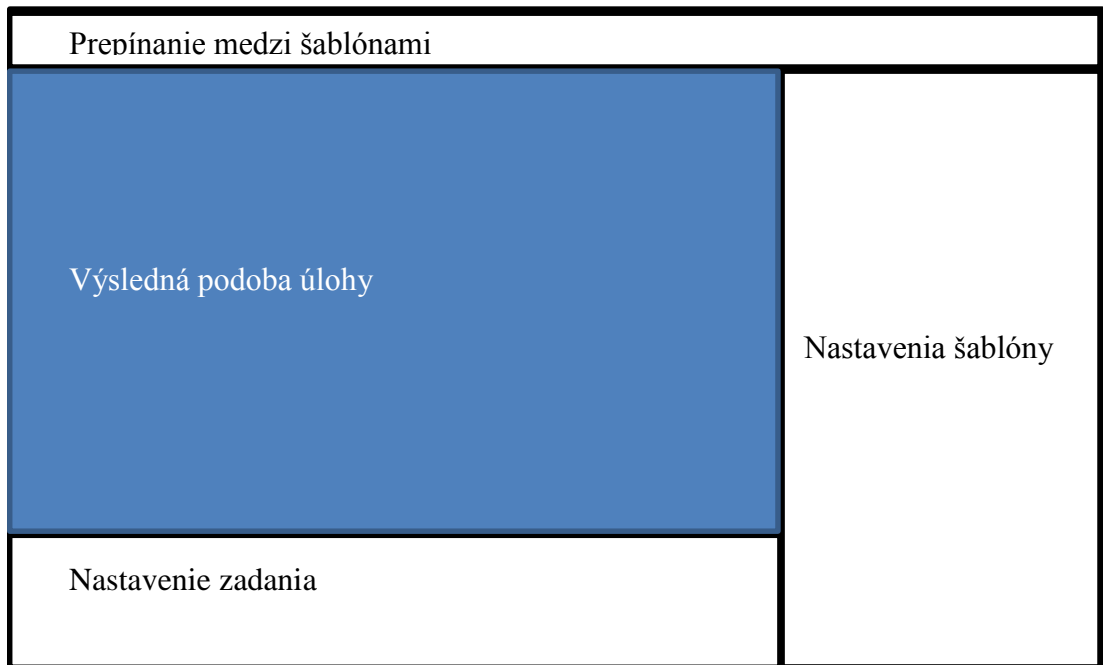 Prepínanie medzi šablónami
Výsledná podoba úlohy
Nastavenia šablóny
Nastavenie zadania